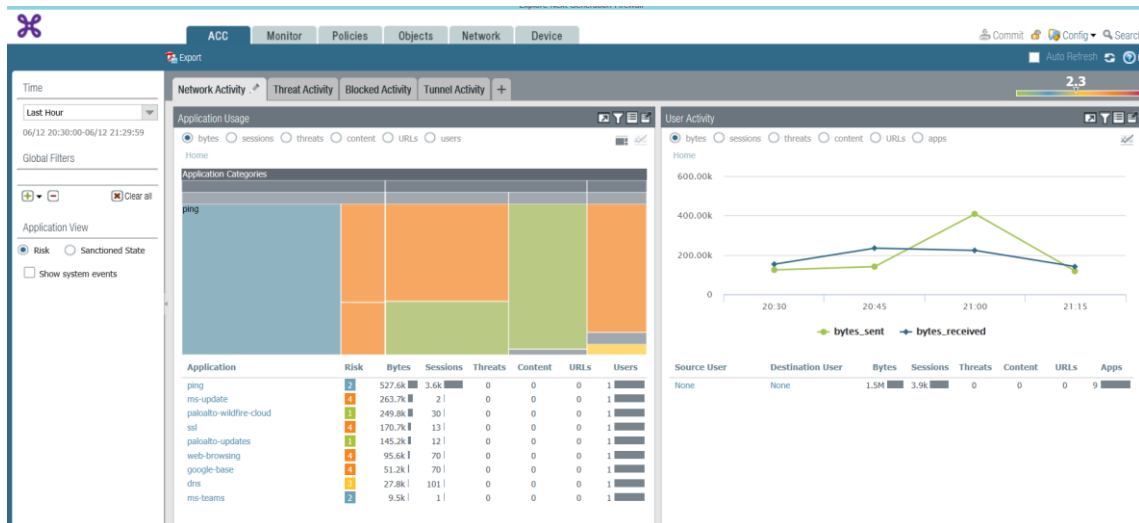 Explore Next Generation Firewall
ACC Monitor Policies Objects Network Device
Commit Config Search
Export
Auto Refresh
Time
Last Hour
06/12 20:30:00-06/12 21:29:59
Global Filters
Clear all
Application View
Risk Sanctioned State
Show system events
Network Activity Threat Activity Blocked Activity Tunnel Activity +
2.3
Application Usage
bytes sessions threats content URLs users
Home
Application Categories
ping
Application Risk Bytes Sessions Threats Content URLs Users
ping 2 527.6k 3.6k 0 0 0 1
ms-update 4 263.7k 2 0 0 0 1
paloalto-wildfire-cloud 1 249.8k 30 0 0 0 1
ssl 4 170.7k 13 0 0 0 1
paloalto-updates 1 145.2k 12 0 0 0 1
web-browsing 4 95.6k 70 0 0 0 1
google-base 4 51.2k 70 0 0 0 1
dns 3 27.8k 101 0 0 0 1
ms-teams 2 9.5k 1 0 0 0 1
User Activity
bytes sessions threats content URLs apps
Home
600.00k
400.00k
200.00k
0
20:30 20:45 21:00 21:15
bytes_sent bytes_received
Source User Destination User Bytes Sessions Threats Content URLs Apps
None None 1.5M 3.9k 0 0 0 9